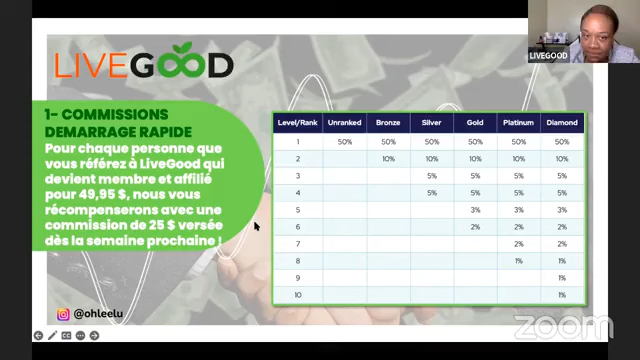 LIVEGOOD
LIVEGOOD
1- COMMISSIONS
DEMARRAGE RAPIDE
Pour chaque personne que
vous référez à LiveGood qui
devient membre et affilié
pour 49,95 $, nous vous
récompenserons avec une
commission de 25 $ versée
dès la semaine prochaine !
Level/Rank Unranked Bronze Silver Gold Platinum Diamond
1 50% 50% 50% 50% 50% 50%
2 10% 10% 10% 10% 10%
3 5% 5% 5% 5%
4 5% 5% 5% 5%
5 3% 3% 3%
6 2% 2% 2%
7 2% 2%
8 1% 1%
9 1%
10 1%
@ohleelu
CC
zoom